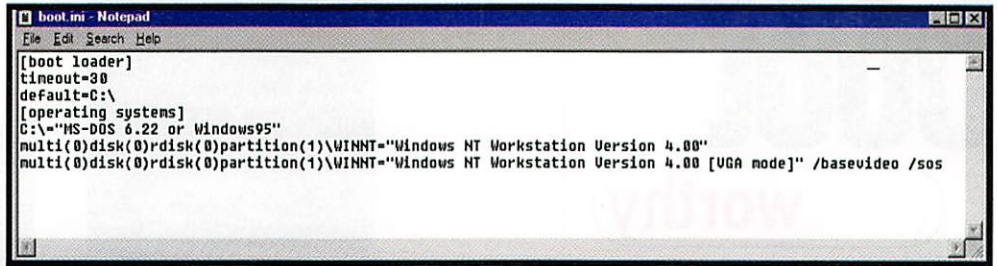 boot.ini - Notepad
File Edit Search Help
[boot loader]
timeout=30
default=C:\
[operating systems]
C:\="MS-DOS 6.22 or Windows95"
multi(0)disk(0)rdisk(0)partition(1)\WINNT="Windows NT Workstation Version 4.00"
multi(0)disk(0)rdisk(0)partition(1)\WINNT="Windows NT Workstation Version 4.00 [VGA mode]" /basevideo /sos
worthy